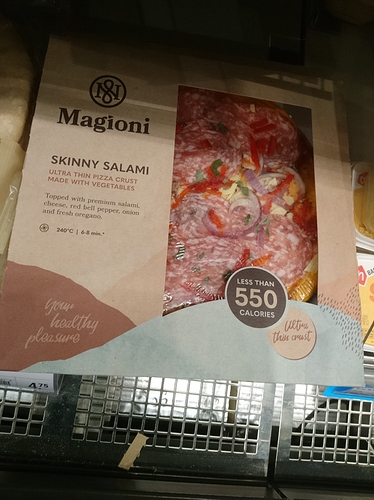 Magioni
SKINNY SALAMI
ULTRA THIN PIZZA CRUST
MADE WITH VEGETABLES
Topped with premium salami,
cheese, red bell pepper, onion
and fresh oregano.
240°C | 6-8 min.*
LESS THAN
550
CALORIES
Ultra
thin crust
Your
healthy
pleasure
4.75